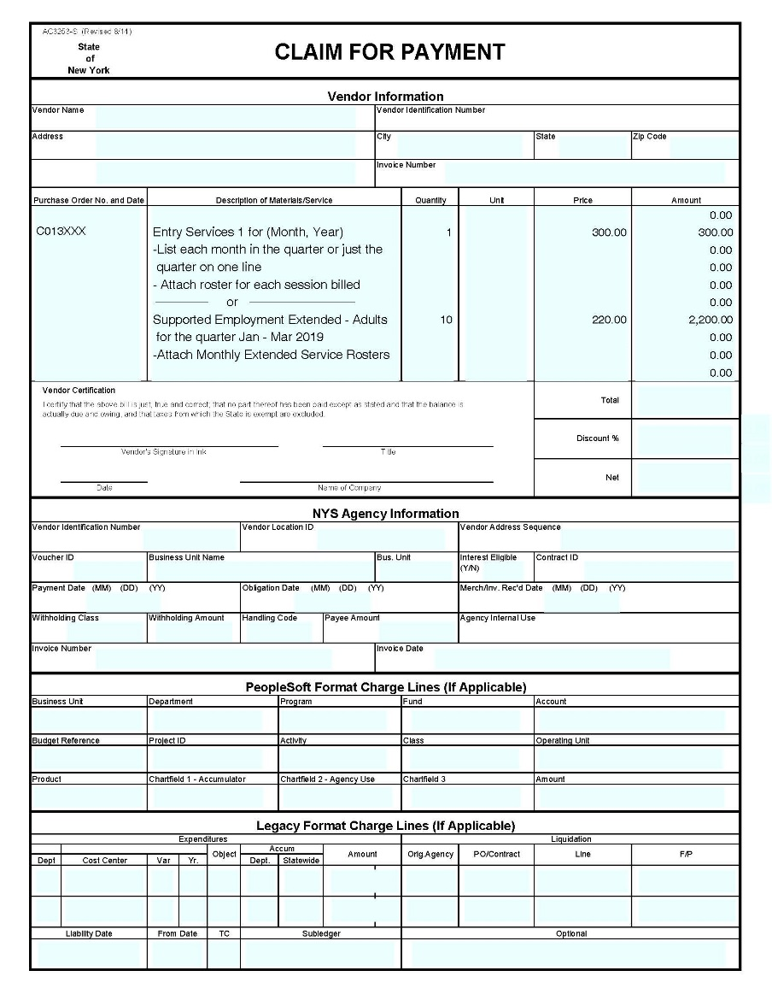 AC3253-S (Revised 8/14)
State
of
New York
CLAIM FOR PAYMENT
Vendor Information
Vendor Name
Vendor Identification Number
Address
City
State
Zip Code
Invoice Number
Purchase Order No. and Date
Description of Materials/Service
Quantity
Unit
Price
Amount
0.00
C013XXX Entry Services 1 for (Month, Year) 1 300.00 300.00
-List each month in the quarter or just the 0.00
quarter on one line 0.00
- Attach roster for each session billed 0.00
or 0.00
Supported Employment Extended - Adults 10 220.00 2,200.00
for the quarter Jan - Mar 2019 0.00
-Attach Monthly Extended Service Rosters 0.00
0.00
Vendor Certification
I certify that the above bill is just, true and correct; that no part thereof has been paid except as stated and that the balance is
actually due and owing, and that taxes from which the State is exempt are excluded.
Total
Discount %
Net
Vendor's Signature in Ink
Title
Date
Name of Company
NYS Agency Information
Vendor Identification Number
Vendor Location ID
Vendor Address Sequence
Voucher ID
Business Unit Name
Bus. Unit
Interest Eligible
(Y/N)
Contract ID
Payment Date (MM) (DD) (YY)
Obligation Date (MM) (DD) (YY)
Merch/Inv. Rec'd Date (MM) (DD) (YY)
Withholding Class
Withholding Amount
Handling Code
Payee Amount
Agency Internal Use
Invoice Number
Invoice Date
PeopleSoft Format Charge Lines (If Applicable)
Business Unit
Department
Program
Fund
Account
Budget Reference
Project ID
Activity
Class
Operating Unit
Product
Chartfield 1 - Accumulator
Chartfield 2 - Agency Use
Chartfield 3
Amount
Legacy Format Charge Lines (If Applicable)
Expenditures
Liquidation
Dept
Cost Center
Var
Yr.
Object
Accum
Dept.
Statewide
Amount
Orig.Agency
PO/Contract
Line
F/P
Liability Date
From Date
TC
Subledger
Optional